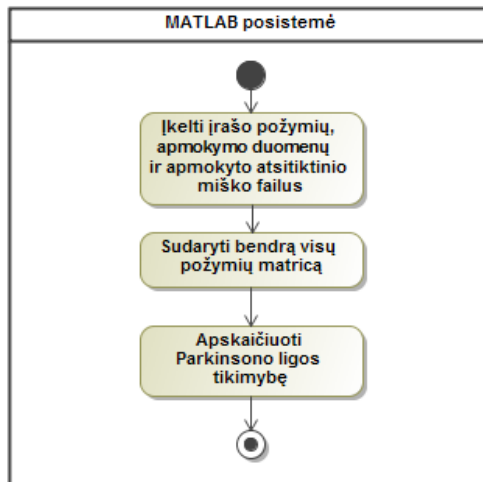 MATLAB posistemė
Įkelti įrašo požymių,
apmokymo duomenų
ir apmokyto atsitiktinio
miško failus
Sudaryti bendrą visų
požymių matricą
Apskaičiuoti
Parkinsono ligos
tikimybę